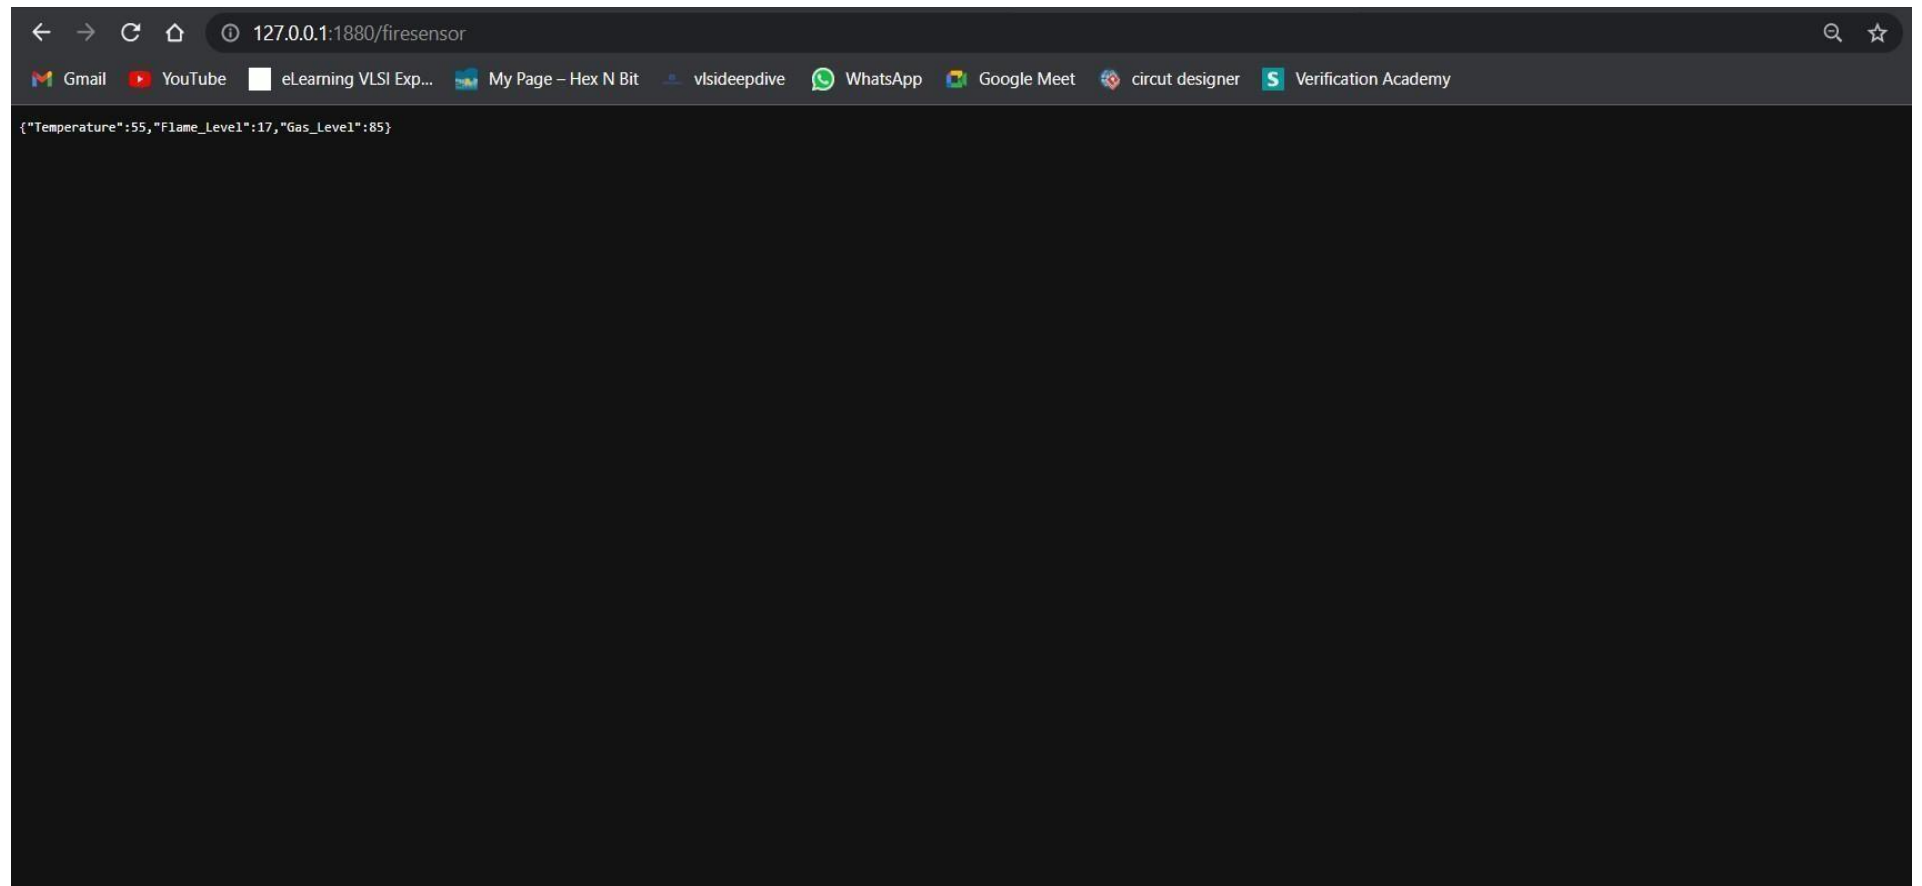 127.0.0.1:1880/firesensor
Gmail YouTube eLearning VLSI Exp... My Page – Hex N Bit vlsideepdive WhatsApp Google Meet circut designer S Verification Academy
{"Temperature":55,"Flame_Level":17,"Gas_Level":85}